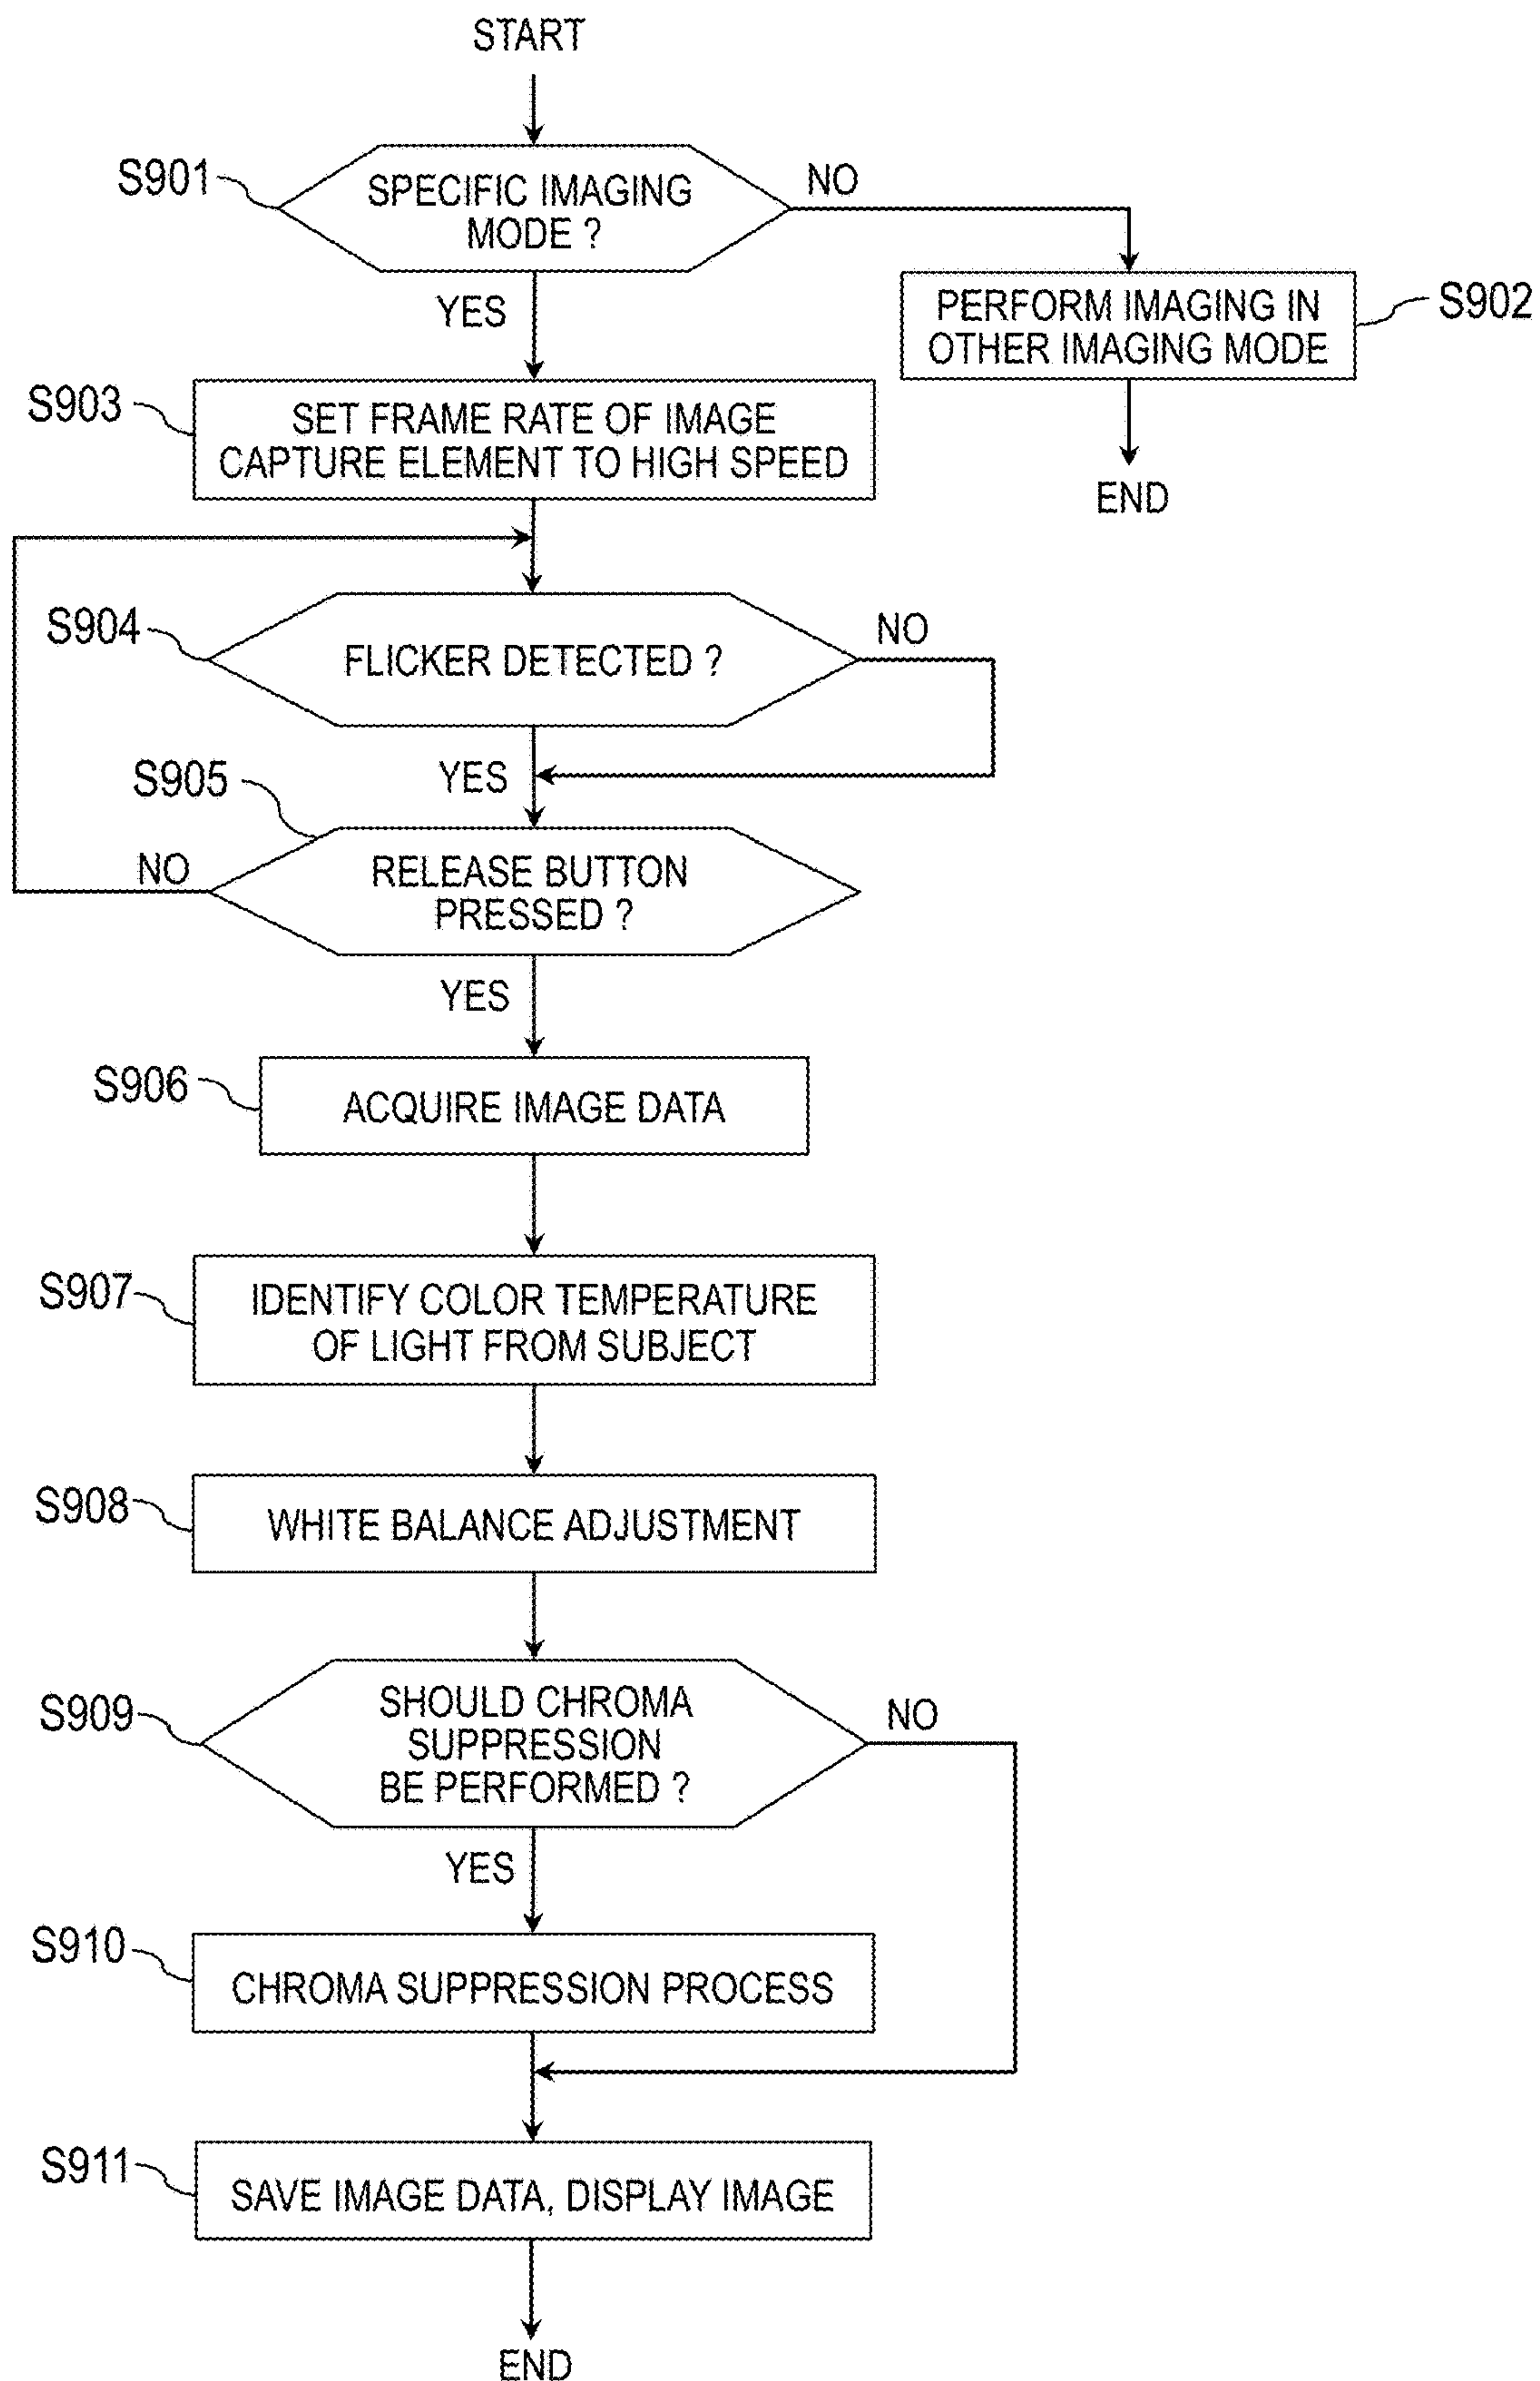 START
S901
SPECIFIC IMAGING
MODE ?
NO
YES
PERFORM IMAGING IN
OTHER IMAGING MODE
S902
END
S903
SET FRAME RATE OF IMAGE
CAPTURE ELEMENT TO HIGH SPEED
S904
FLICKER DETECTED ?
NO
YES
S905
NO
RELEASE BUTTON
PRESSED ?
YES
S906
ACQUIRE IMAGE DATA
S907
IDENTIFY COLOR TEMPERATURE
OF LIGHT FROM SUBJECT
S908
WHITE BALANCE ADJUSTMENT
S909
SHOULD CHROMA
SUPPRESSION
BE PERFORMED ?
NO
YES
S910
CHROMA SUPPRESSION PROCESS
S911
SAVE IMAGE DATA, DISPLAY IMAGE
END